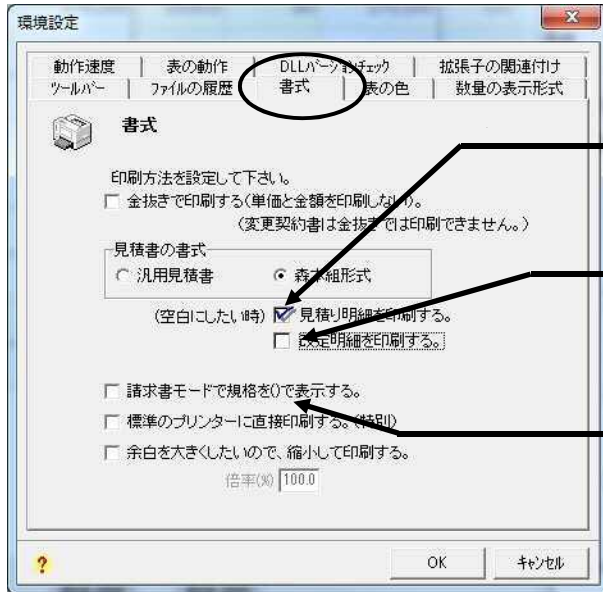 環境設定
動作速度 表の動作 DLLバージョンチェック 拡張子の関連付け
ツールバー ファイルの履歴 書式 表の色 数量の表示形式
書式
印刷方法を設定して下さい。
金抜きで印刷する(単価と金額を印刷しない)。
(変更契約書は金抜きでは印刷できません。)
見積書の書式
汎用見積書 森本組形式
(空白にしたい時) 見積り明細を印刷する。
設定明細を印刷する。
請求書モードで規格を()で表示する。
標準のプリンターに直接印刷する。(特別)
余白を大きくしたいので、縮小して印刷する。
倍率(%) 100.0
? OK キャンセル